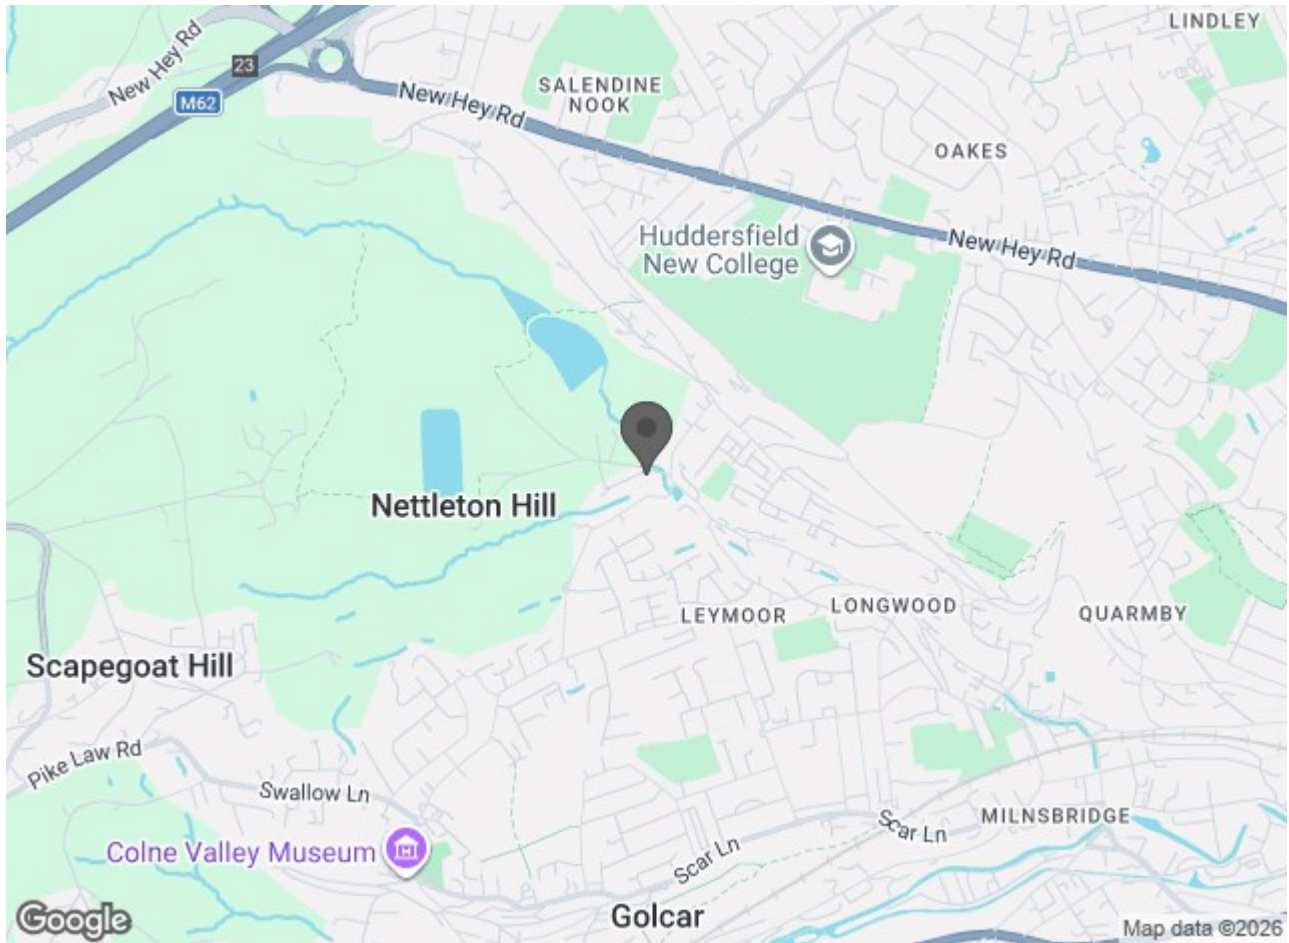 LINDLEY
New Hey Rd
23
M62
SALENDINE
NOOK
New Hey Rd
OAKES
Huddersfield
New College
New Hey Rd
Nettleton Hill
LEYMOOR
LONGWOOD
QUARMBY
Scapegoat Hill
Pike Law Rd
Swallow Ln
Colne Valley Museum
Scar Ln
Scar Ln
MILNSBRIDGE
Golcar
Google
Map data ©2026